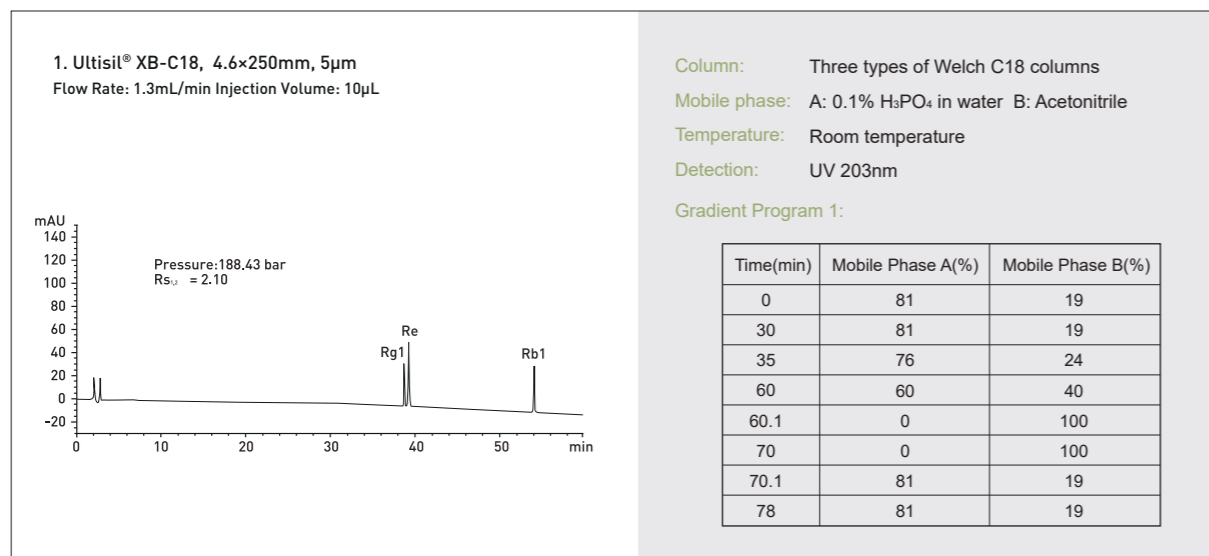 1. Ultisil® XB-C18, 4.6×250mm, 5μm
Flow Rate: 1.3mL/min Injection Volume: 10μL
mAU
140
120
100
80
60
40
20
0
-20
Pressure:188.43 bar
Rs₁,₂ = 2.10
Rg1
Re
Rb1
0 10 20 30 40 50 min
Column: Three types of Welch C18 columns
Mobile phase: A: 0.1% H₃PO₄ in water B: Acetonitrile
Temperature: Room temperature
Detection: UV 203nm
Gradient Program 1:
Time(min) Mobile Phase A(%) Mobile Phase B(%)
0 81 19
30 81 19
35 76 24
60 60 40
60.1 0 100
70 0 100
70.1 81 19
78 81 19